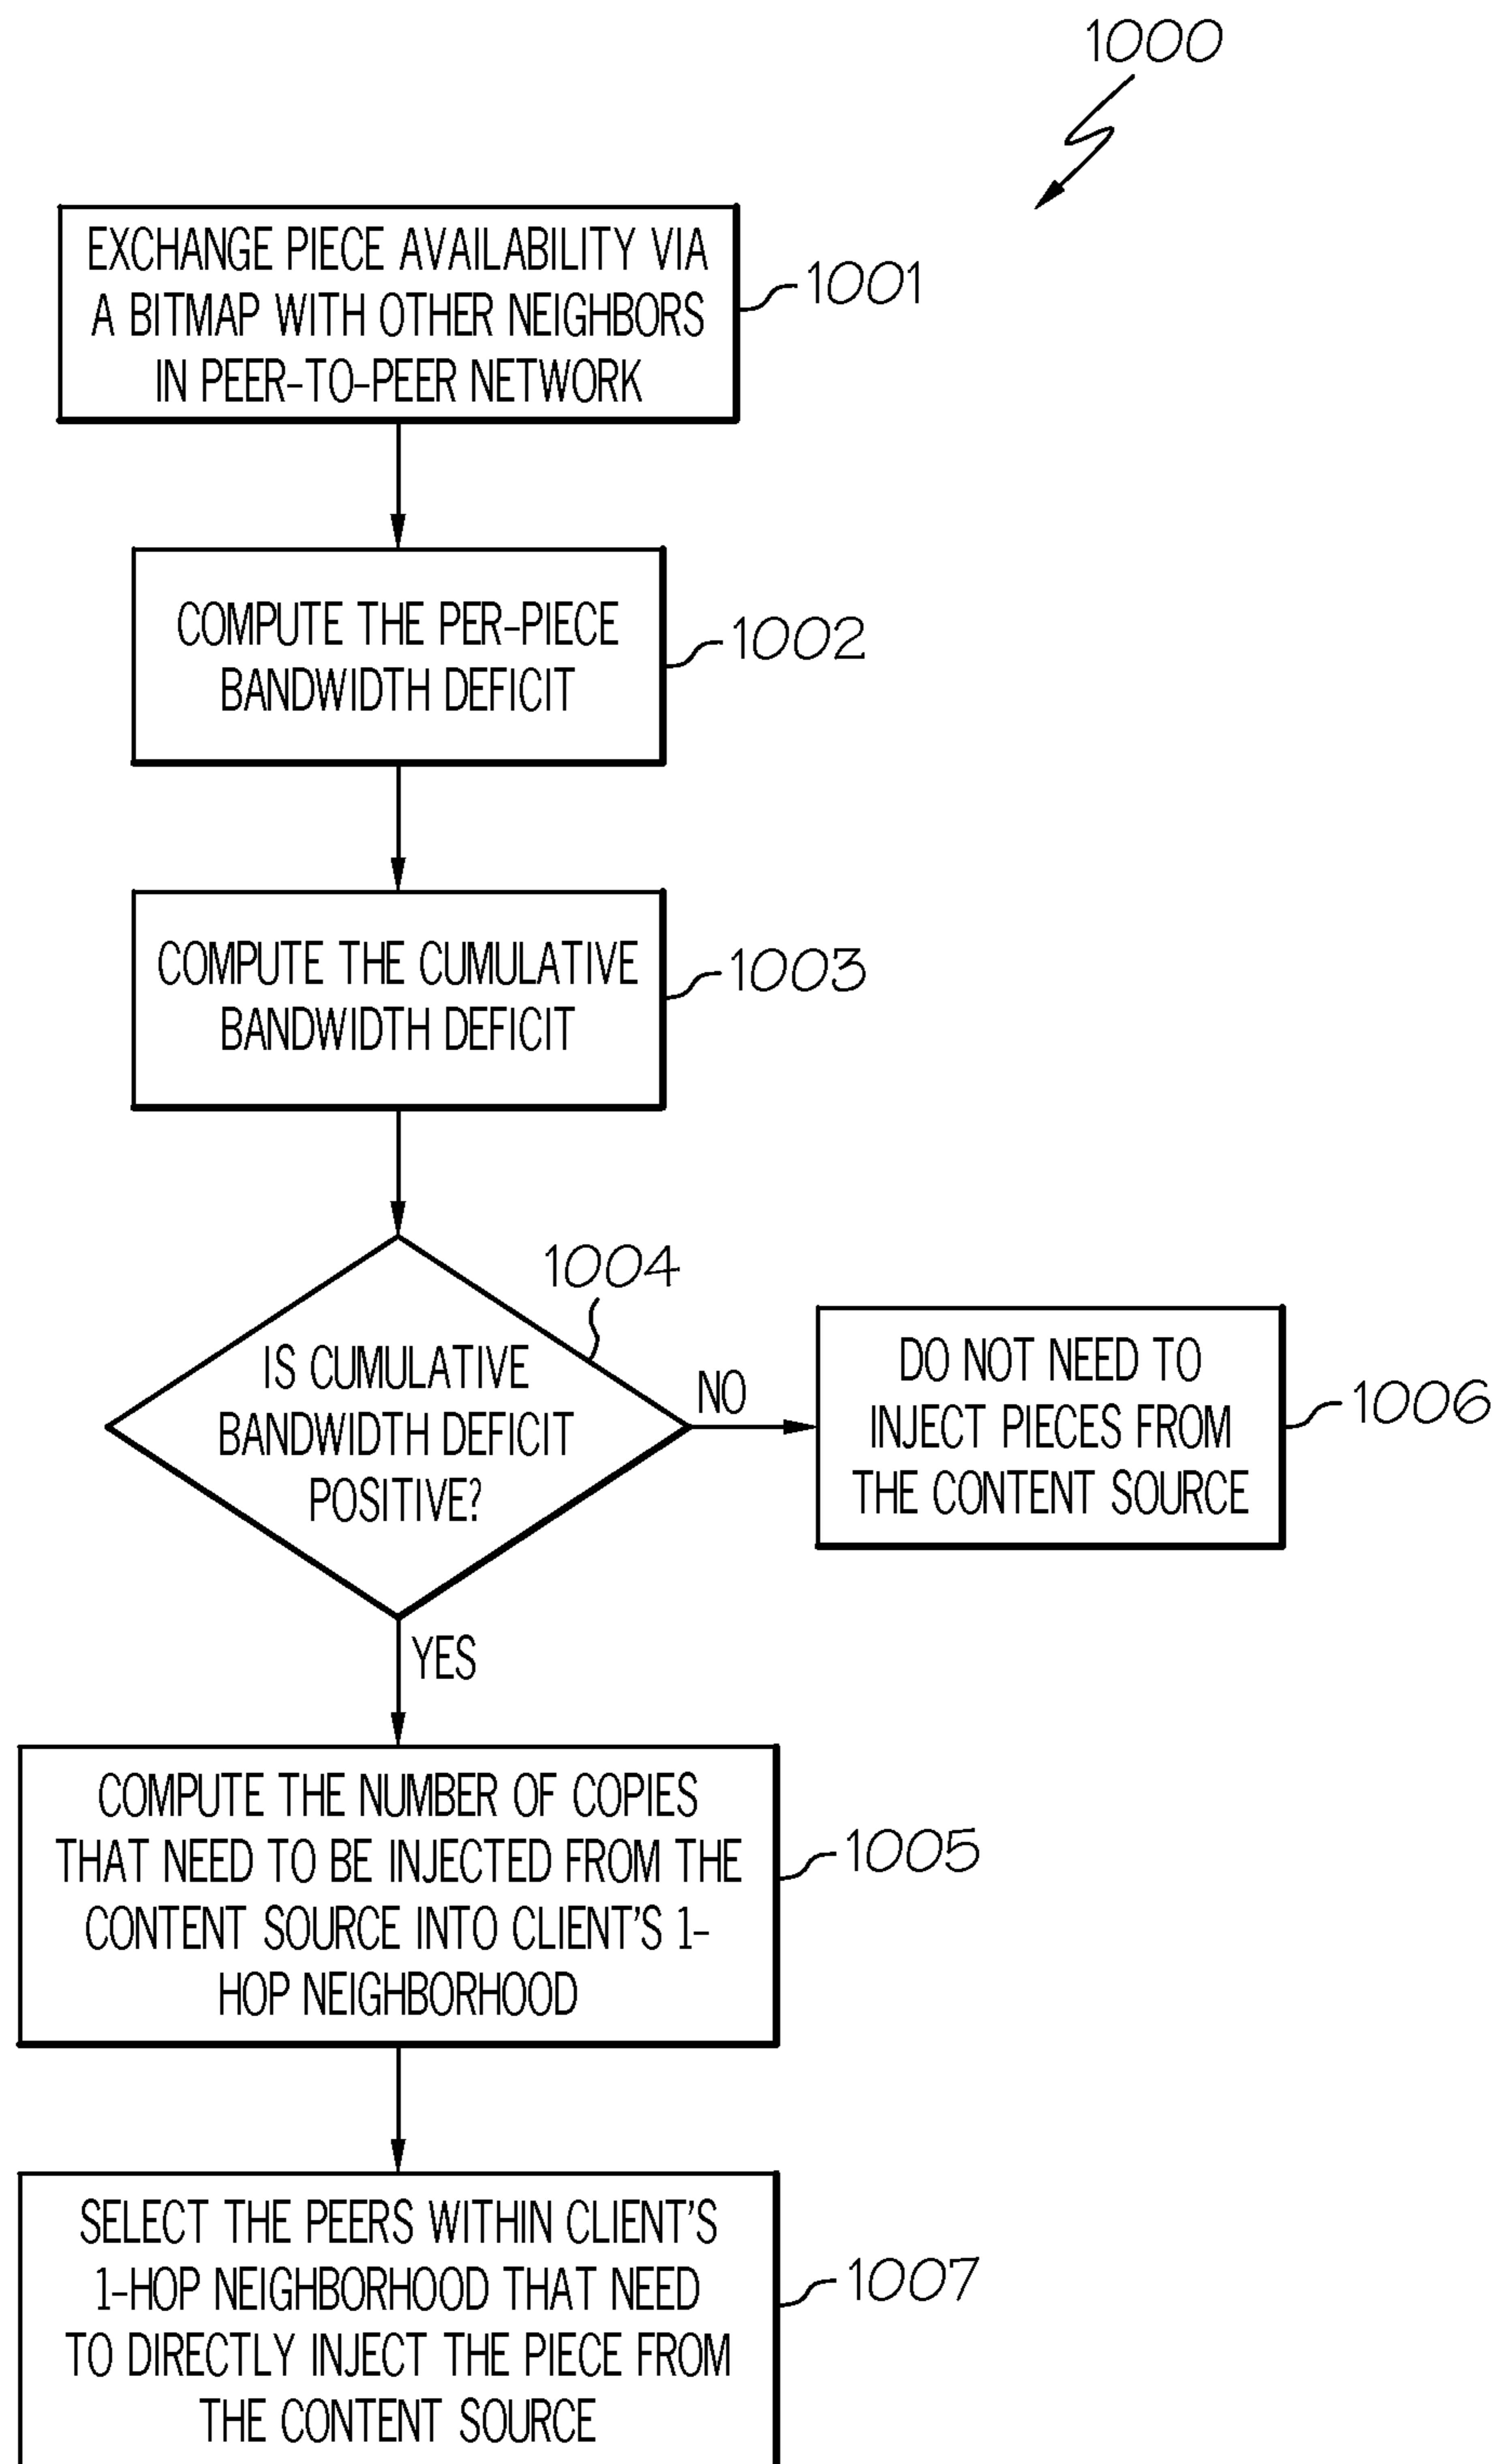 1000
EXCHANGE PIECE AVAILABILITY VIA
A BITMAP WITH OTHER NEIGHBORS
IN PEER-TO-PEER NETWORK
1001
COMPUTE THE PER-PIECE
BANDWIDTH DEFICIT
1002
COMPUTE THE CUMULATIVE
BANDWIDTH DEFICIT
1003
1004
IS CUMULATIVE
BANDWIDTH DEFICIT
POSITIVE?
NO
DO NOT NEED TO
INJECT PIECES FROM
THE CONTENT SOURCE
1006
YES
COMPUTE THE NUMBER OF COPIES
THAT NEED TO BE INJECTED FROM THE
CONTENT SOURCE INTO CLIENT'S 1-
HOP NEIGHBORHOOD
1005
SELECT THE PEERS WITHIN CLIENT'S
1-HOP NEIGHBORHOOD THAT NEED
TO DIRECTLY INJECT THE PIECE FROM
THE CONTENT SOURCE
1007